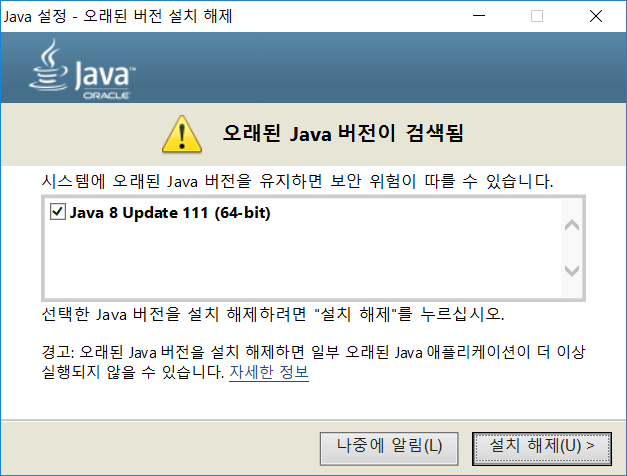 Java 설정 - 오래된 버전 설치 해제
Java™
ORACLE
오래된 Java 버전이 검색됨
시스템에 오래된 Java 버전을 유지하면 보안 위험이 따를 수 있습니다.
Java 8 Update 111 (64-bit)
선택한 Java 버전을 설치 해제하려면 "설치 해제"를 누르십시오.
경고: 오래된 Java 버전을 설치 해제하면 일부 오래된 Java 애플리케이션이 더 이상
실행되지 않을 수 있습니다. 자세한 정보
나중에 알림(L)
설치 해제(U) >